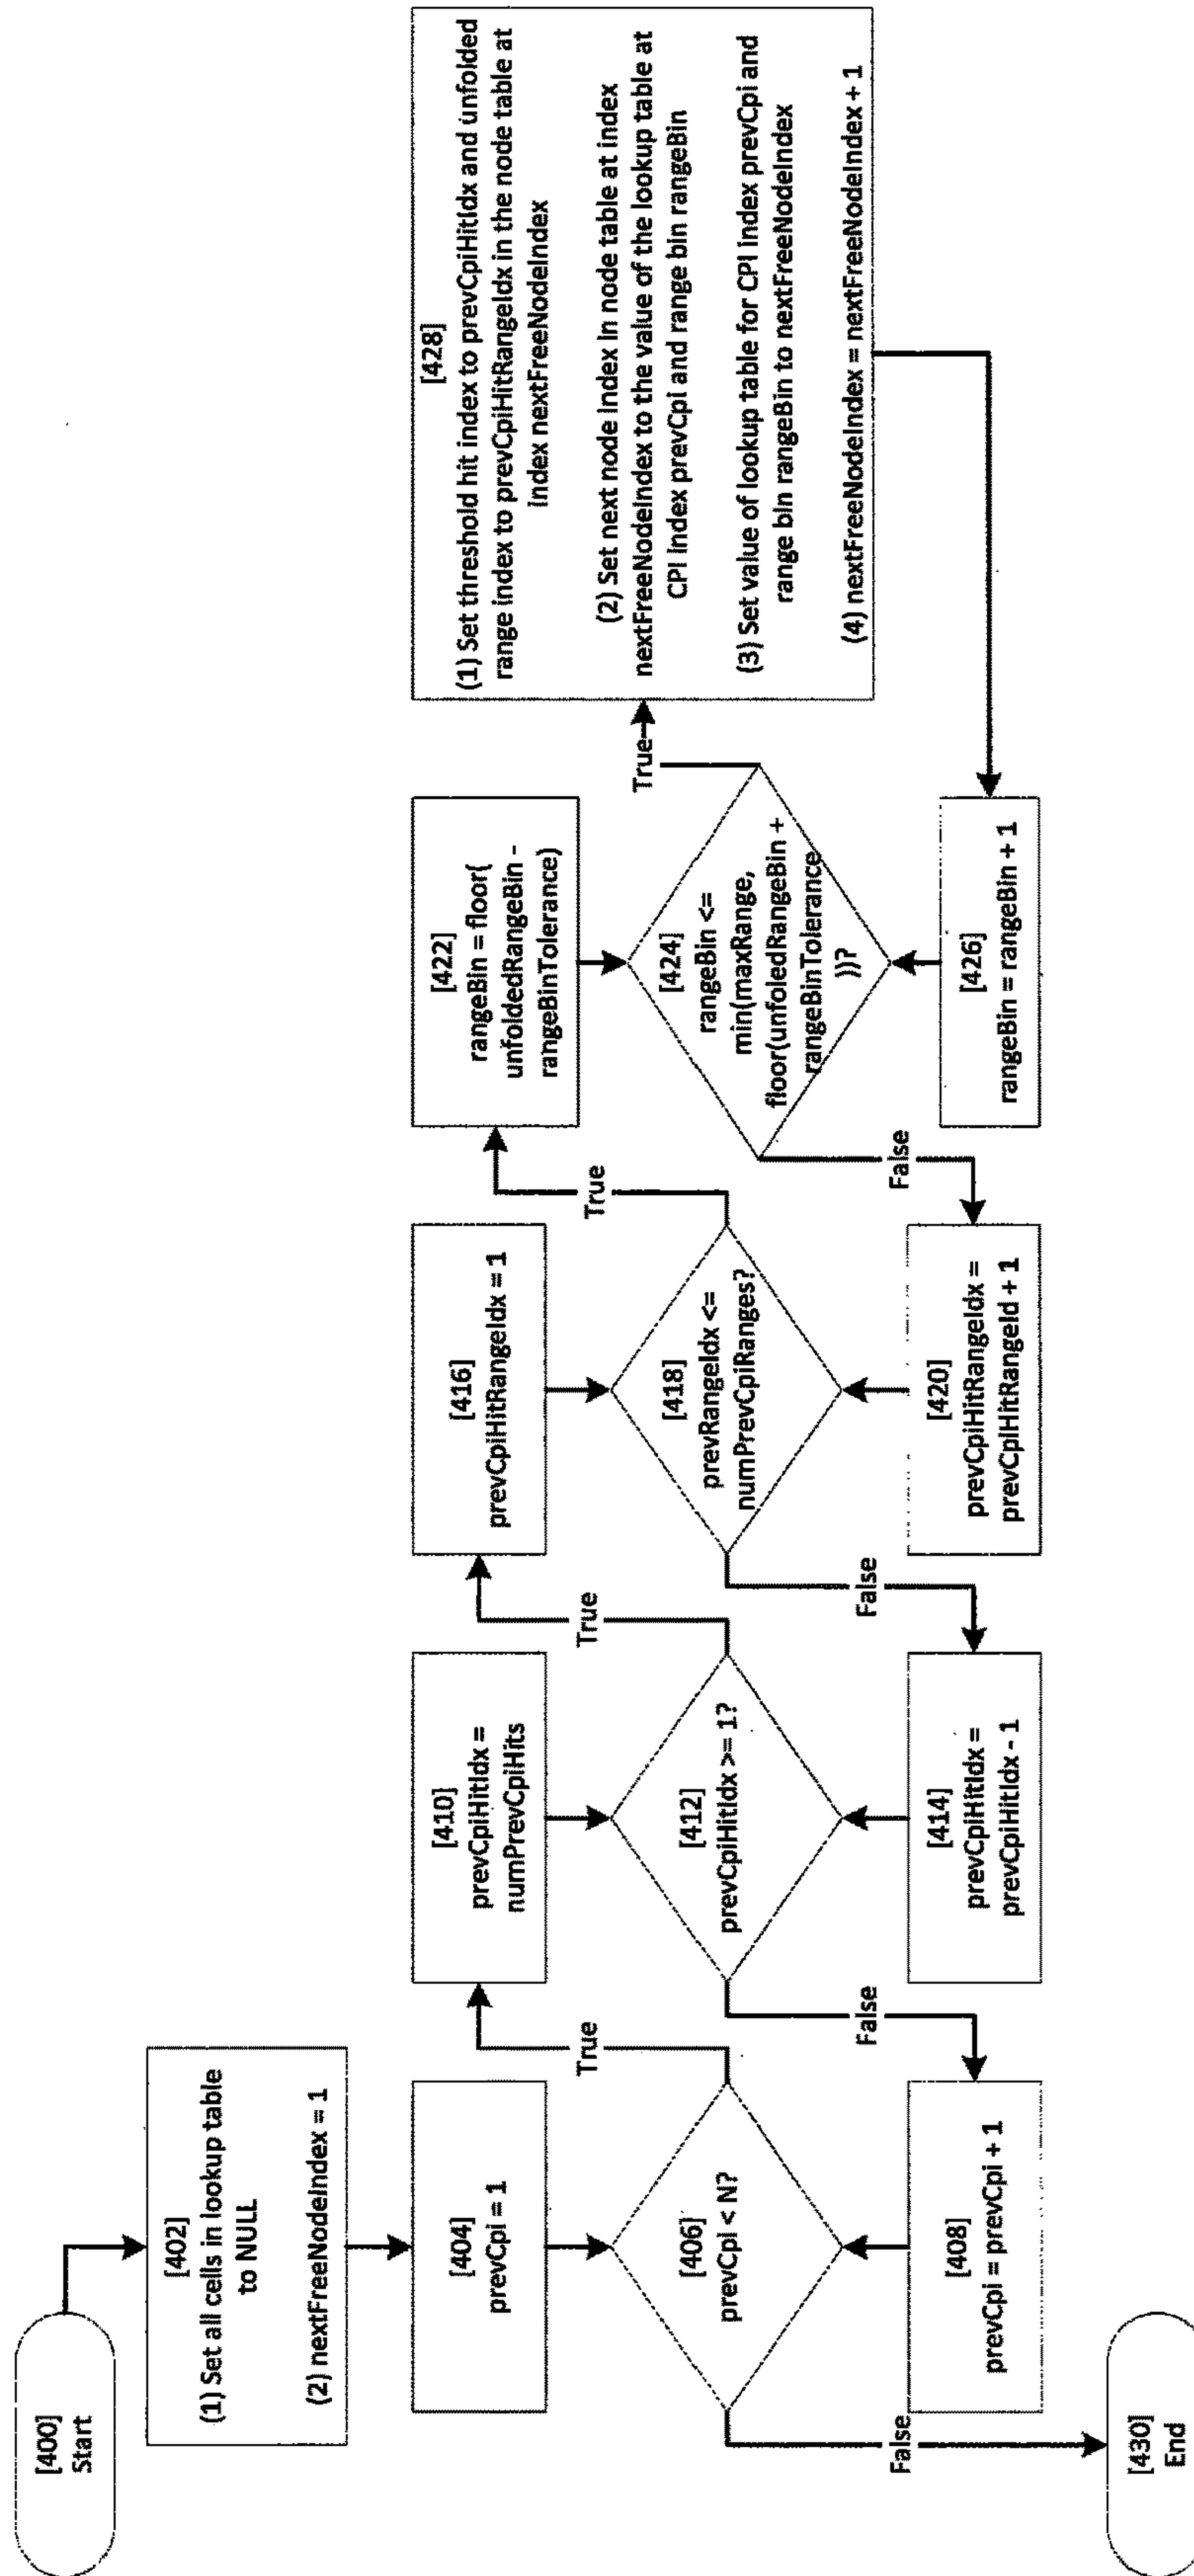 [400]
Start
[402]
(1) Set all cells in lookup table
to NULL
(2) nextFreeNodeIndex = 1
[404]
prevCpi = 1
[406]
prevCpi < N?
True
False
[408]
prevCpi = prevCpi + 1
[430]
End
[410]
prevCpiHitIdx =
numPrevCpiHits
[412]
prevCpiHitIdx >= 1?
True
False
[414]
prevCpiHitIdx =
prevCpiHitIdx - 1
[416]
prevCpiHitRangeIdx = 1
[418]
prevRangeIdx <=
numPrevCpiRanges?
True
False
[420]
prevCpiHitRangeIdx =
prevCpiHitRangeId + 1
[422]
rangeBin = floor(
unfoldedRangeBin -
rangeBinTolerance)
[424]
rangeBin <=
min(maxRange,
floor(unfoledRangeBin +
rangeBinTolerance
))?
True
False
[426]
rangeBin = rangeBin + 1
[428]
(1) Set threshold hit index to prevCpiHitIdx and unfolded
range index to prevCpiHitRangeIdx in the node table at
index nextFreeNodeIndex
(2) Set next node index in node table at index
nextFreeNodeIndex to the value of the lookup table at
CPI index prevCpi and range bin rangeBin
(3) Set value of lookup table for CPI index prevCpi and
range bin rangeBin to nextFreeNodeIndex
(4) nextFreeNodeIndex = nextFreeNodeIndex + 1